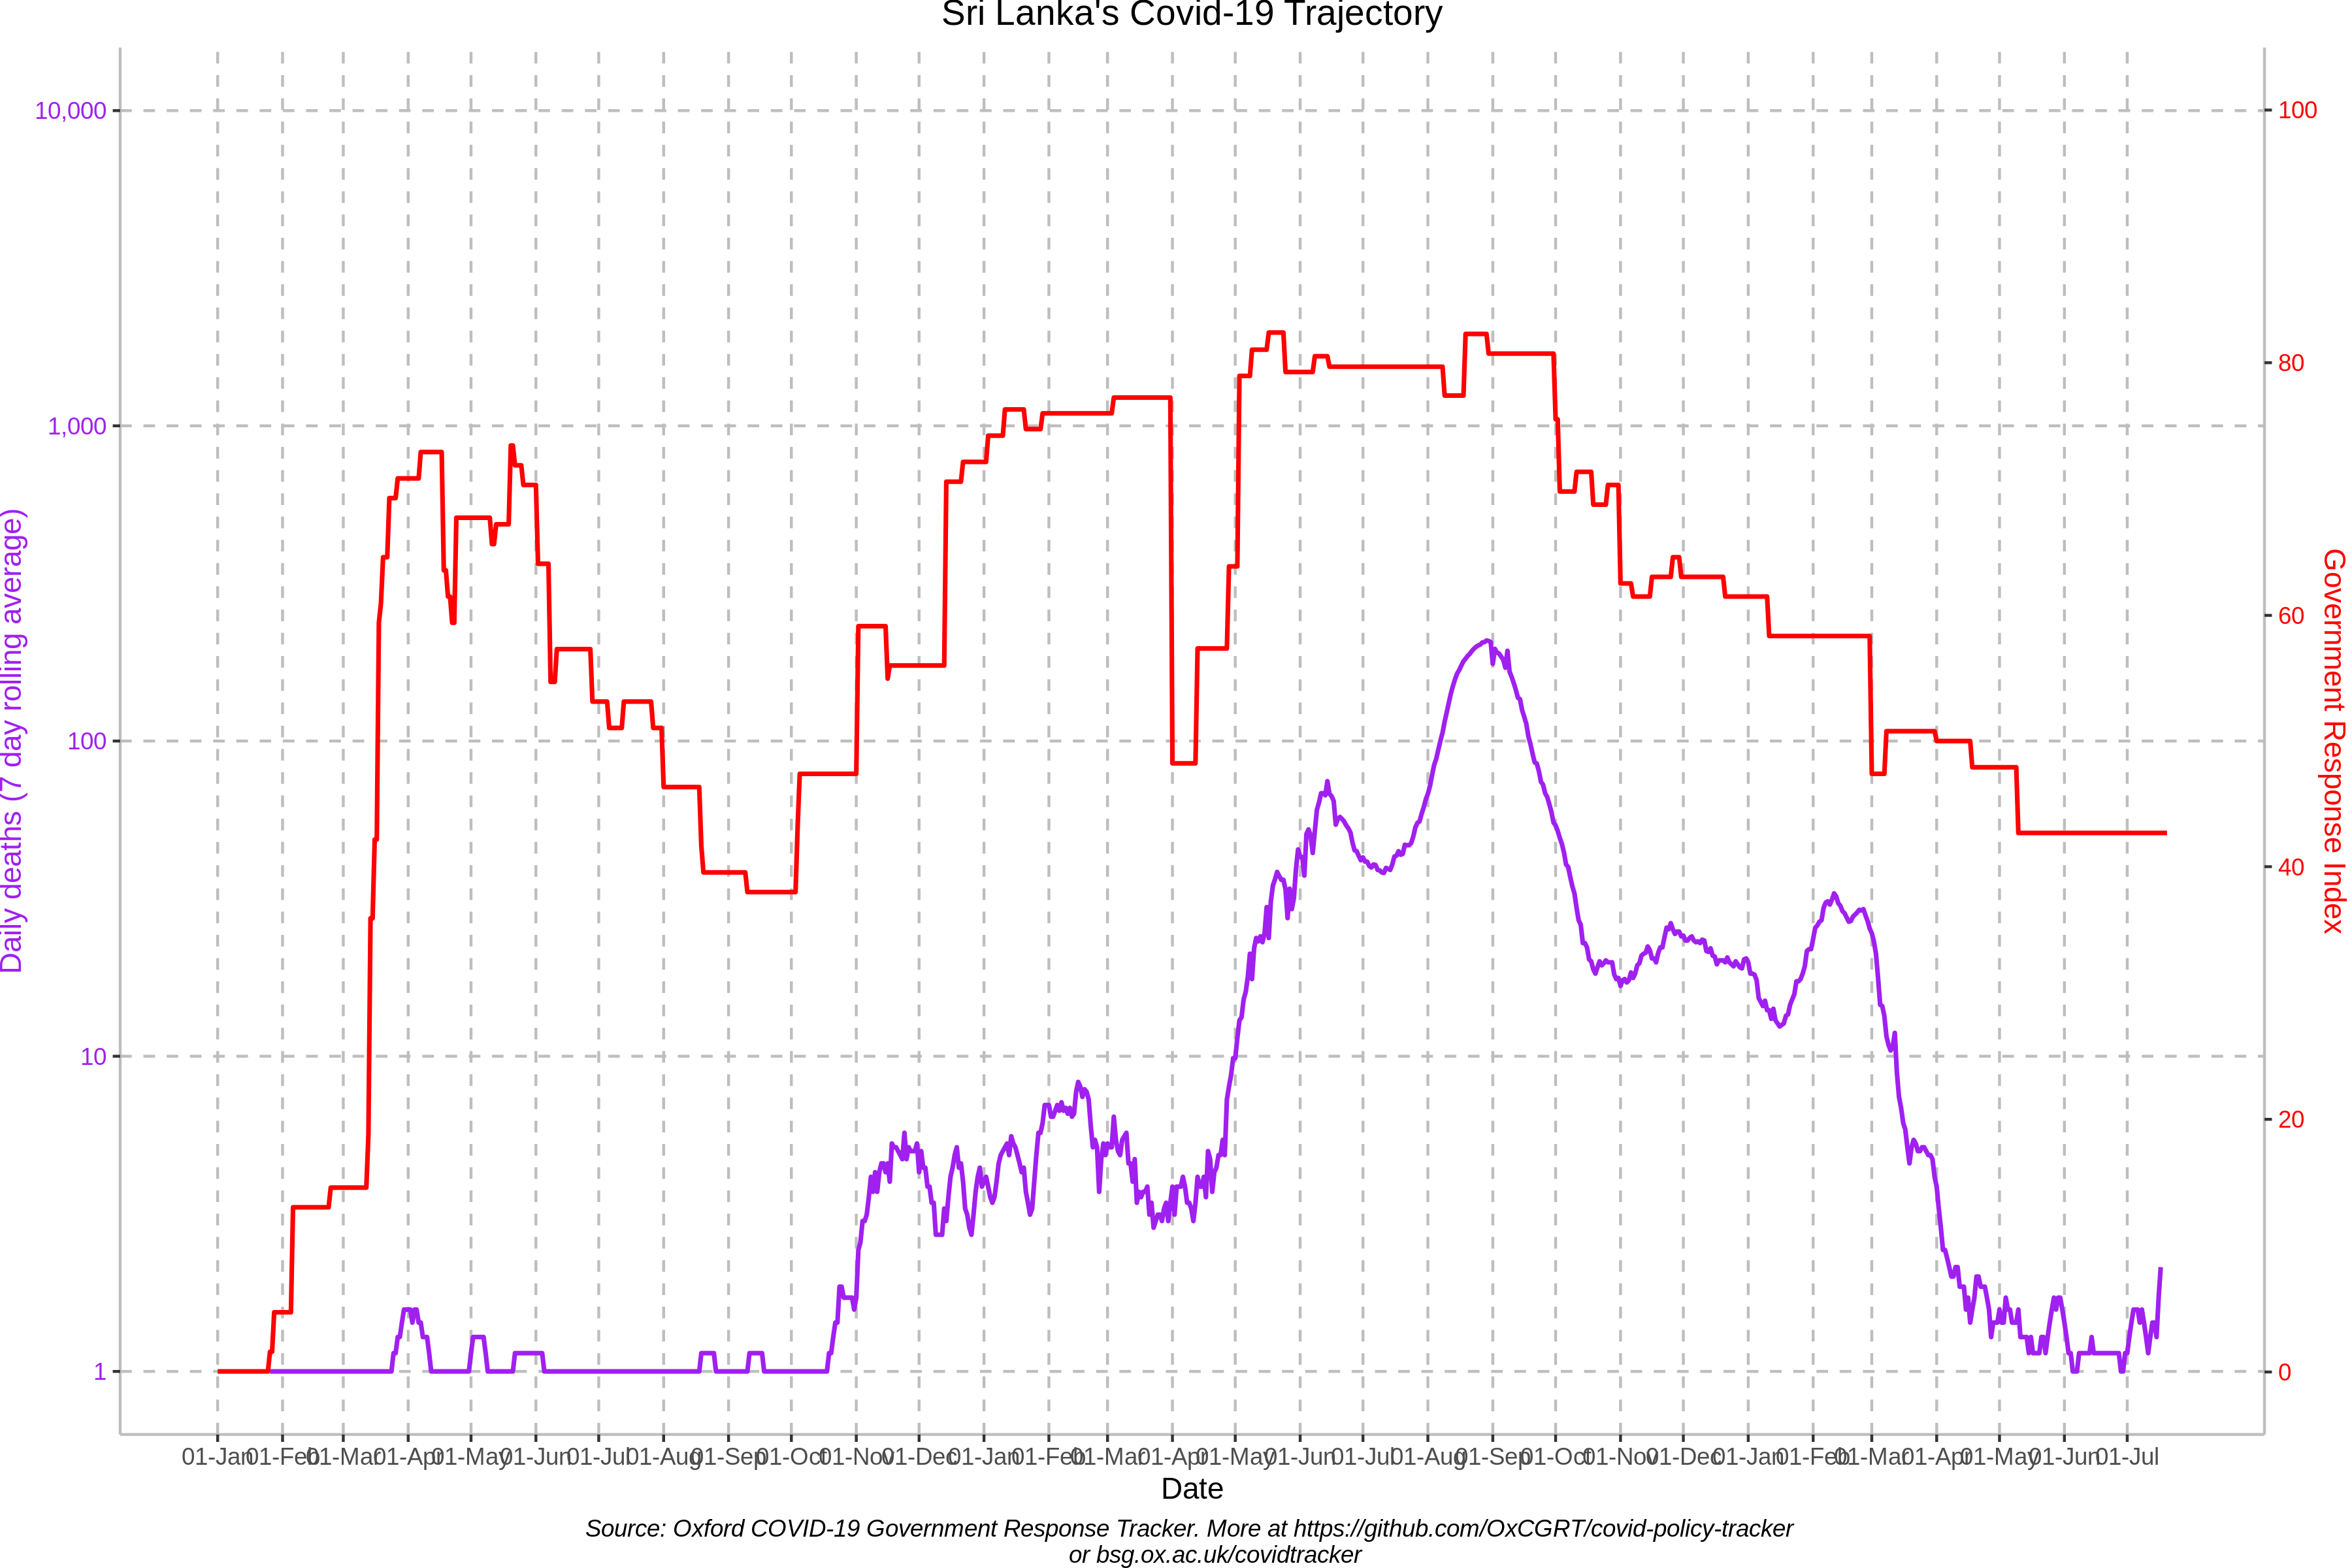 Sri Lanka's Covid-19 Trajectory
10,000
1,000
100
10
1
Daily deaths (7 day rolling average)
100
80
60
40
20
0
Government Response Index
01-Jan 01-Feb 01-Mar 01-Apr 01-May 01-Jun 01-Jul 01-Aug 01-Sep 01-Oct 01-Nov 01-Dec 01-Jan 01-Feb 01-Mar 01-Apr 01-May 01-Jun 01-Jul 01-Aug 01-Sep 01-Oct 01-Nov 01-Dec 01-Jan 01-Feb 01-Mar 01-Apr 01-May 01-Jun 01-Jul
Date
Source: Oxford COVID-19 Government Response Tracker. More at https://github.com/OxCGRT/covid-policy-tracker
or bsg.ox.ac.uk/covidtracker